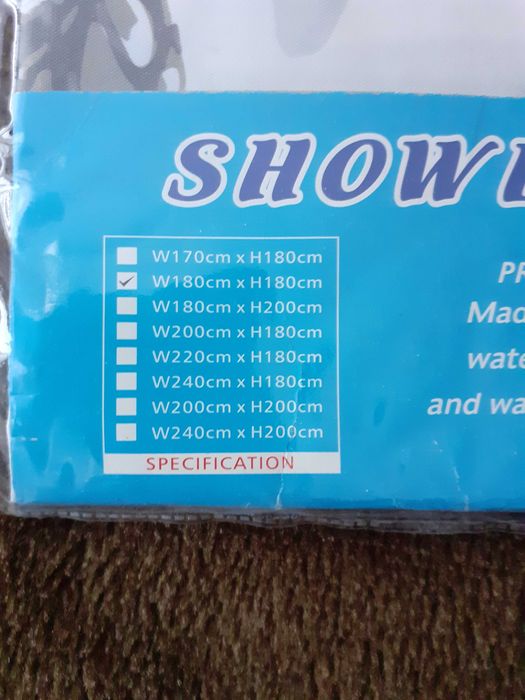 SHOW
W170cm x H180cm
W180cm x H180cm
W180cm x H200cm
W200cm x H180cm
W220cm x H180cm
W240cm x H180cm
W200cm x H200cm
W240cm x H200cm
SPECIFICATION
PR
Mad
wate
and wa